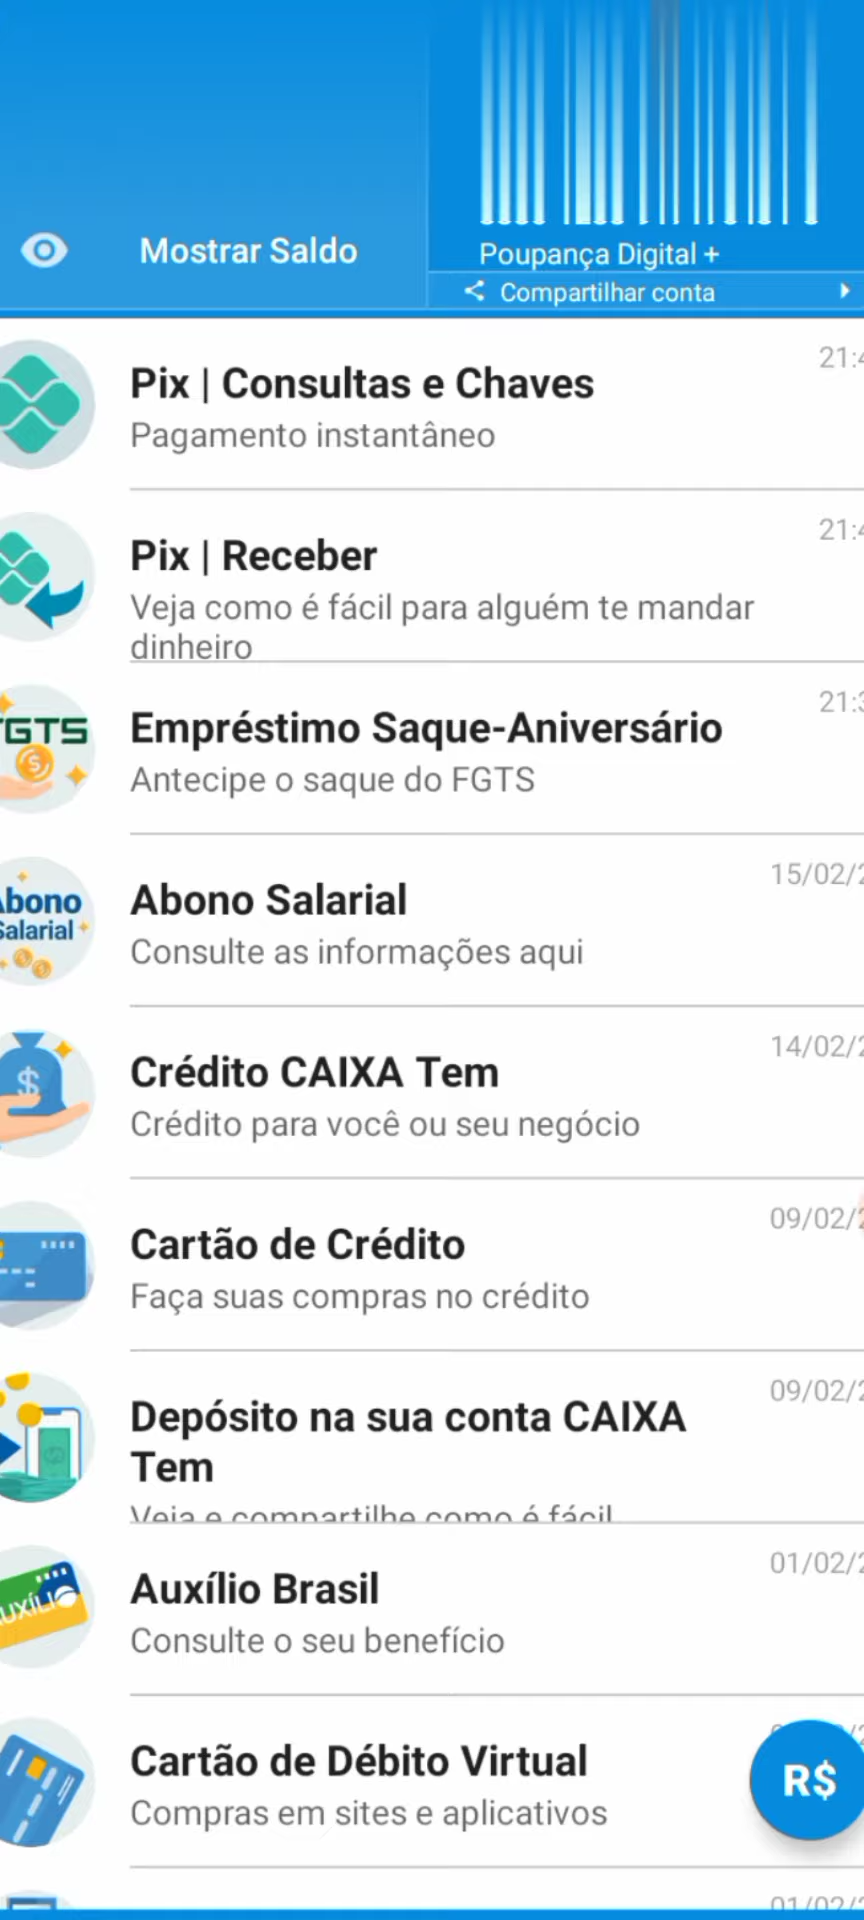 Mostrar Saldo
Poupança Digital +
Compartilhar conta
21:4
Pix | Consultas e Chaves
Pagamento instantâneo
21:4
Pix | Receber
Veja como é fácil para alguém te mandar
dinheiro
21:3
FGTS
Empréstimo Saque-Aniversário
Antecipe o saque do FGTS
15/02/2
Abono
Salarial
Abono Salarial
Consulte as informações aqui
14/02/2
$
Crédito CAIXA Tem
Crédito para você ou seu negócio
09/02/2
Cartão de Crédito
Faça suas compras no crédito
09/02/2
Depósito na sua conta CAIXA
Tem
Veja e compartilhe como é fácil
01/02/2
AUXÍLIO
Auxílio Brasil
Consulte o seu benefício
Cartão de Débito Virtual
R$
Compras em sites e aplicativos
01/02/2